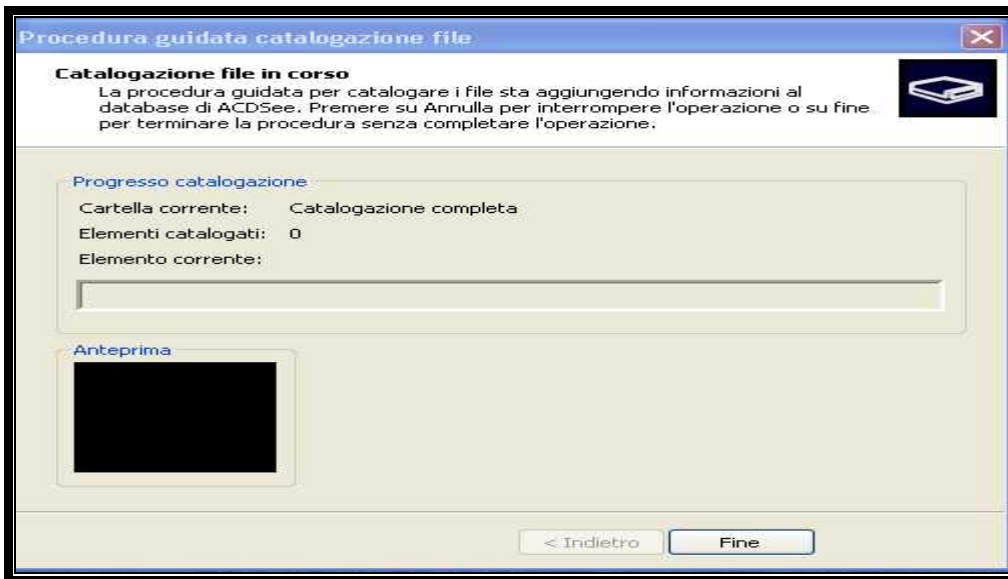 Procedura guidata catalogazione file
Catalogazione file in corso
La procedura guidata per catalogare i file sta aggiungendo informazioni al
database di ACDSee. Premere su Annulla per interrompere l'operazione o su fine
per terminare la procedura senza completare l'operazione.
Progresso catalogazione
Cartella corrente: Catalogazione completa
Elementi catalogati: 0
Elemento corrente:
Anteprima
< Indietro Fine